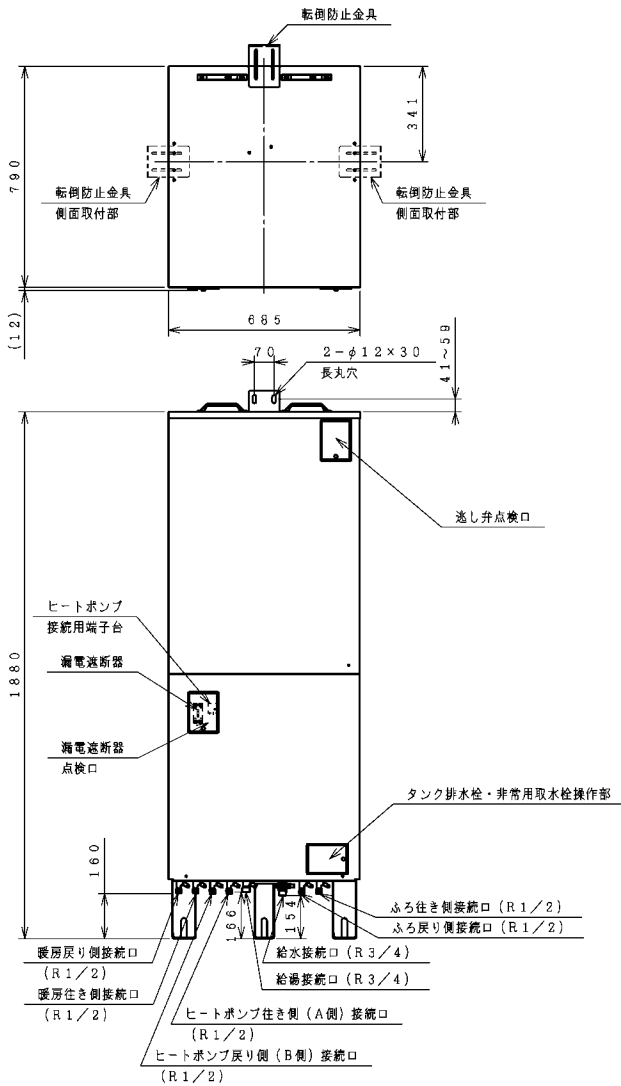 転倒防止金具
341
790
転倒防止金具
側面取付部
転倒防止金具
側面取付部
(12)
685
70
2-φ12×30
長丸穴
41~59
逃し弁点検口
ヒートポンプ
接続用端子台
漏電遮断器
1880
漏電遮断器
点検口
タンク排水栓・非常用取水栓操作部
160
166
154
ふろ往き側接続口(R1/2)
ふろ戻り側接続口(R1/2)
暖房戻り側接続口
(R1/2)
給水接続口(R3/4)
給湯接続口(R3/4)
暖房往き側接続口
(R1/2)
ヒートポンプ往き側(A側)接続口
(R1/2)
ヒートポンプ戻り側(B側)接続口
(R1/2)